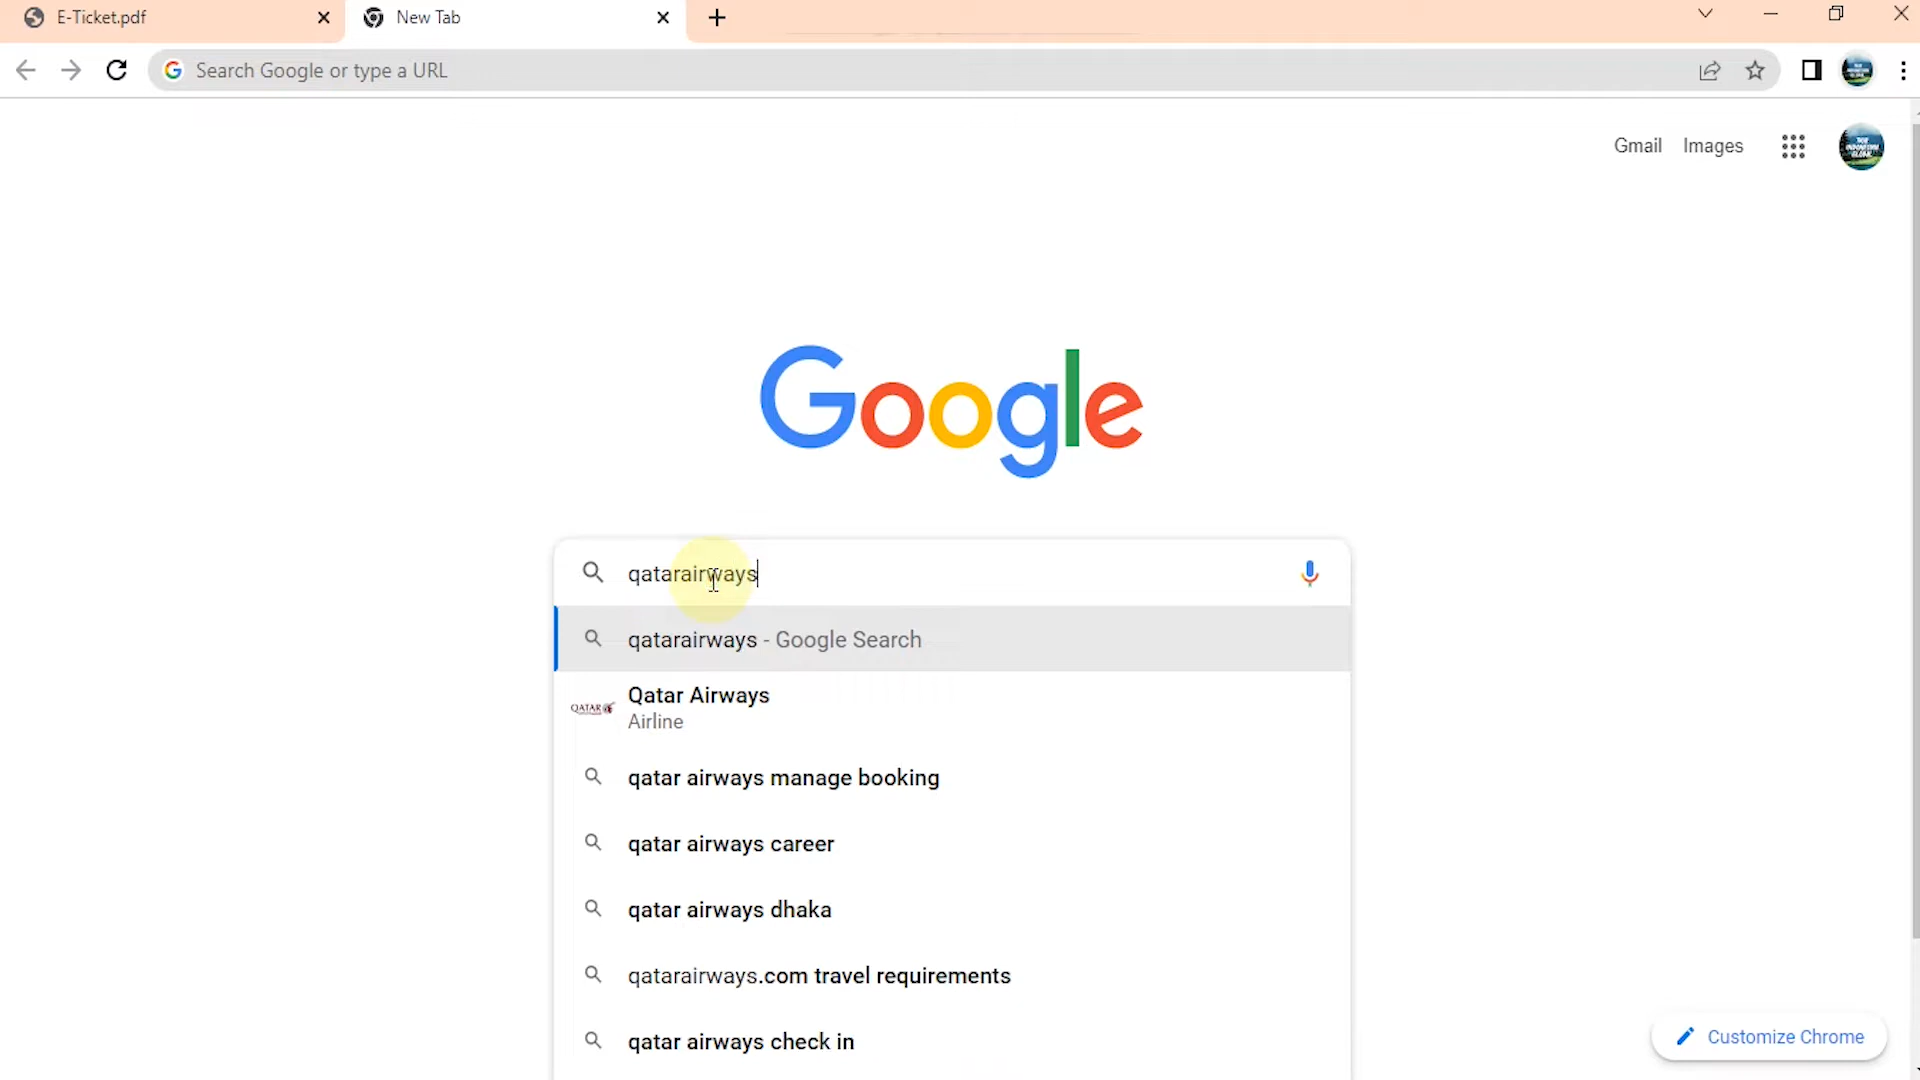 E-Ticket.pdf
New Tab
Search Google or type a URL
Gmail Images
Google
qatarairways
qatarairways - Google Search
QATAR
Qatar Airways
Airline
qatar airways manage booking
qatar airways career
qatar airways dhaka
qatarairways.com travel requirements
qatar airways check in
Customize Chrome